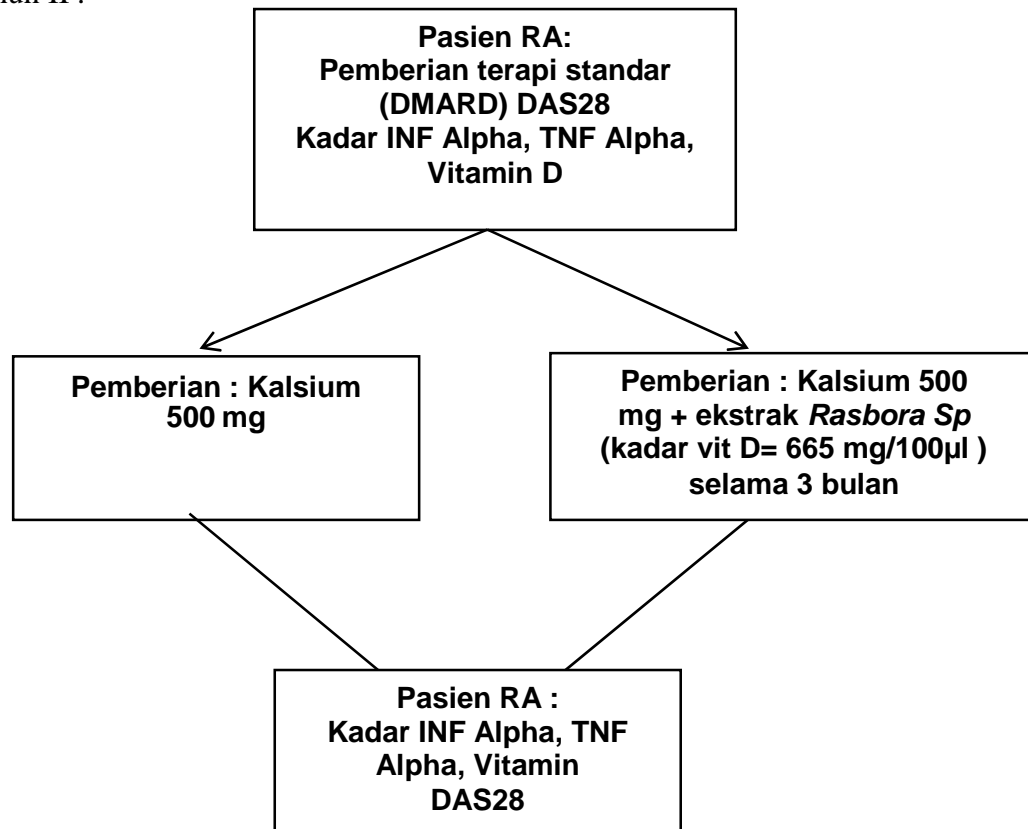 Pasien RA:
Pemberian terapi standar
(DMARD) DAS28
Kadar INF Alpha, TNF Alpha,
Vitamin D
Pemberian : Kalsium
500 mg
Pemberian : Kalsium 500
mg + ekstrak Rasbora Sp
(kadar vit D= 665 mg/100µl )
selama 3 bulan
Pasien RA :
Kadar INF Alpha, TNF
Alpha, Vitamin
DAS28